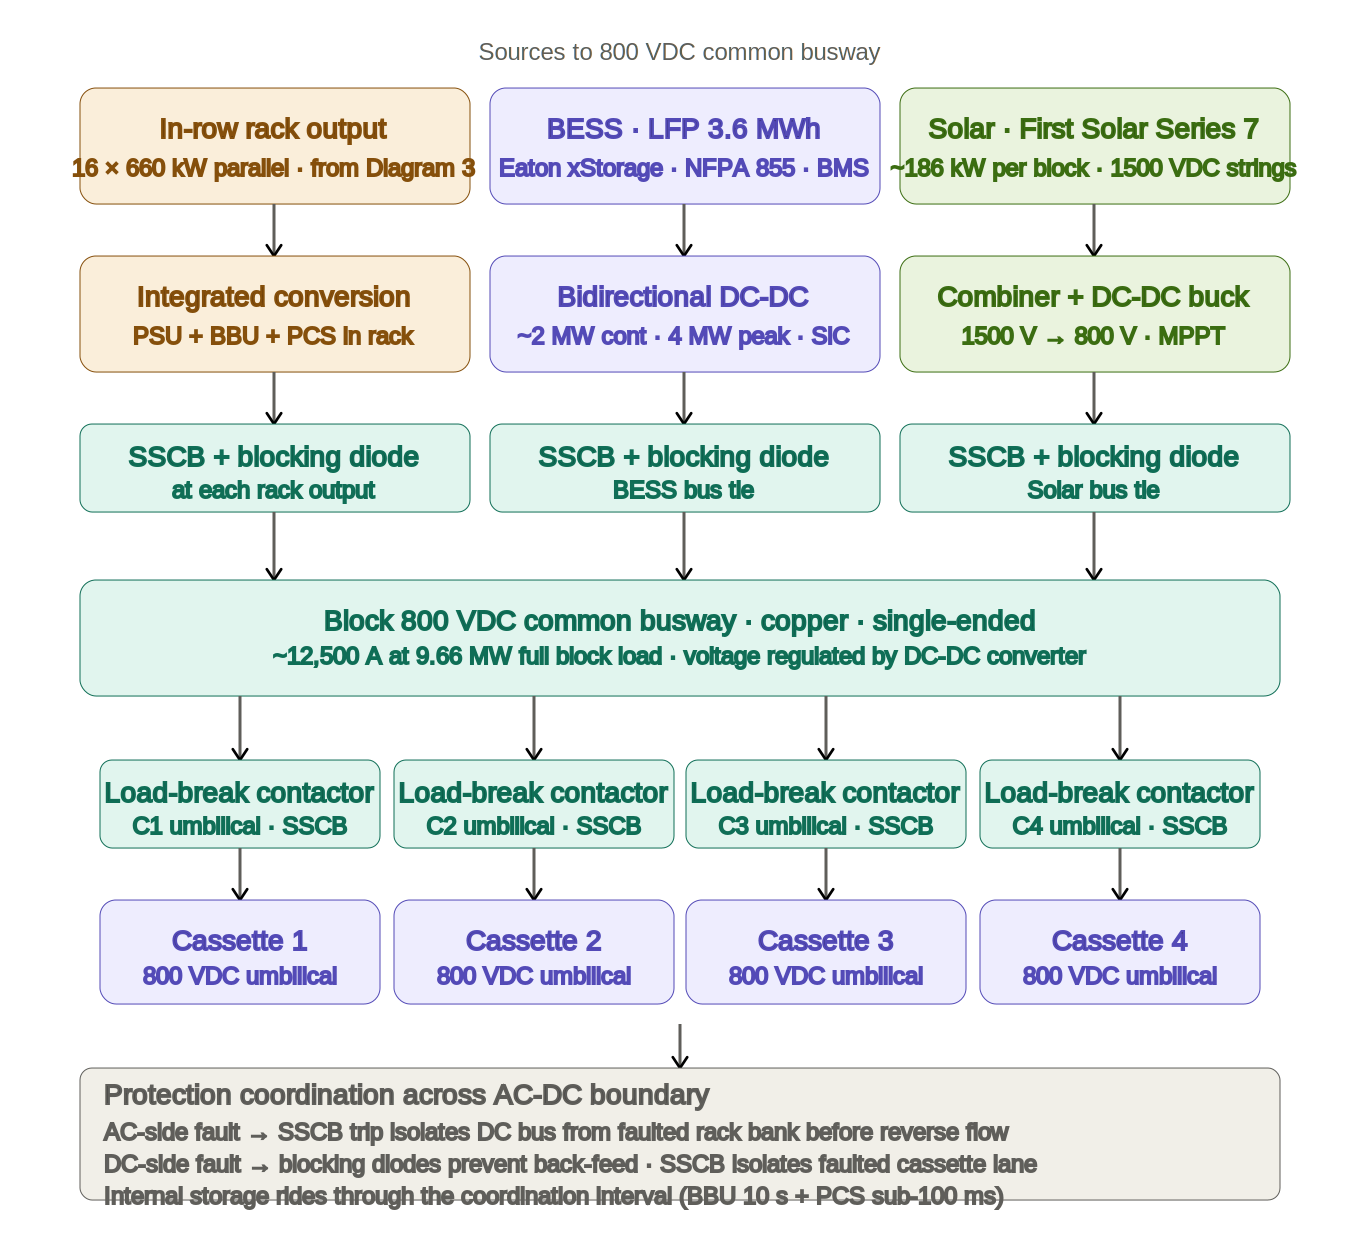 Sources to 800 VDC common busway
In-row rack output
16 × 660 kW parallel · from Diagram 3
BESS · LFP 3.6 MWh
Eaton xStorage · NFPA 855 · BMS
Solar · First Solar Series 7
~186 kW per block · 1500 VDC strings
Integrated conversion
PSU + BBU + PCS in rack
Bidirectional DC-DC
~2 MW cont · 4 MW peak · SiC
Combiner + DC-DC buck
1500 V → 800 V · MPPT
SSCB + blocking diode
at each rack output
SSCB + blocking diode
BESS bus tie
SSCB + blocking diode
Solar bus tie
Block 800 VDC common busway · copper · single-ended
~12,500 A at 9.66 MW full block load · voltage regulated by DC-DC converter
Load-break contactor
C1 umbilical · SSCB
Load-break contactor
C2 umbilical · SSCB
Load-break contactor
C3 umbilical · SSCB
Load-break contactor
C4 umbilical · SSCB
Cassette 1
800 VDC umbilical
Cassette 2
800 VDC umbilical
Cassette 3
800 VDC umbilical
Cassette 4
800 VDC umbilical
Protection coordination across AC-DC boundary
AC-side fault → SSCB trip isolates DC bus from faulted rack bank before reverse flow
DC-side fault → blocking diodes prevent back-feed · SSCB isolates faulted cassette lane
Internal storage rides through the coordination interval (BBU 10 s + PCS sub-100 ms)